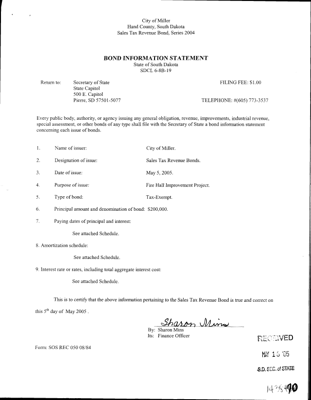 City of Miller
Hand County, South Dakota
Sales Tax Revenue Bond, Series 2004
BOND INFORMATION STATEMENT
State of South Dakota
SDCL 6-8B-19
Return to: Secretary of State FILING FEE: $1.00
State Capitol
500 E. Capitol
Pierre, SD 57501-5077 TELEPHONE: #(605) 773-3537
Every public body, authority, or agency issuing any general obligation, revenue, improvements, industrial revenue,
special assessment, or other bonds of any type shall file with the Secretary of State a bond information statement
concerning each issue of bonds.
1. Name of issuer: City of Miller.
2. Designation of issue: Sales Tax Revenue Bonds.
3. Date of issue: May 5, 2005
4. Purpose of issue: Fire Hall Improvement Project.
5. Type of bond: Tax-Exempt.
6. Principal amount and denomination of bond: $200,000.
7. Paying dates of principal and interest:
See attached Schedule.
8. Amortization schedule:
See attached Schedule.
9. Interest rate or rates, including total aggregate interest cost:
See attached Schedule.
This is to certify that the above information pertaining to the Sales Tax Revenue Bond is true and correct on
this 5th day of May 2005 .
Sharon Mins
By: Sharon Mins
Its: Finance Officer
RECEIVED
MAY 16 '05
S.D. SEC. of STATE
Form: SOS REC 050 08/84